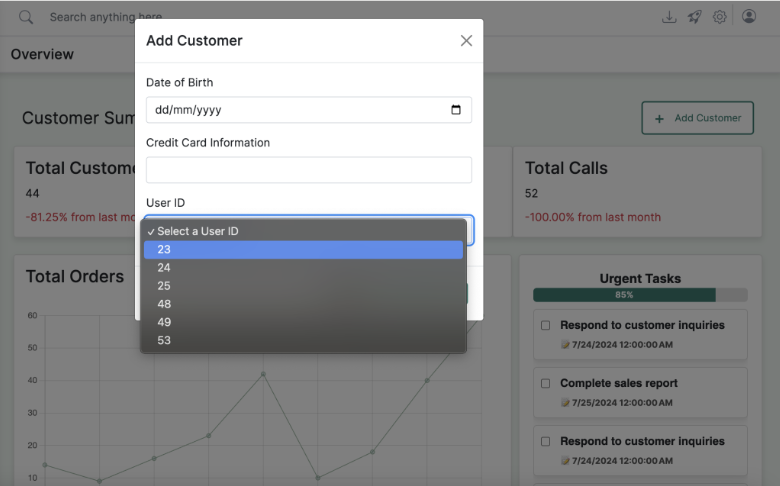 Search anything here
Overview
Add Customer
Date of Birth
dd/mm/yyyy
Credit Card Information
User ID
✓ Select a User ID
23
24
25
48
49
53
Customer Sum
+ Add Customer
Total Custome
44
-81.25% from last mo
Total Calls
52
-100.00% from last month
Total Orders
60
50
40
30
20
10
Urgent Tasks
85%
Respond to customer inquiries
📝 7/24/2024 12:00:00 AM
Complete sales report
📝 7/25/2024 12:00:00 AM
Respond to customer inquiries
📝 7/24/2024 12:00:00 AM